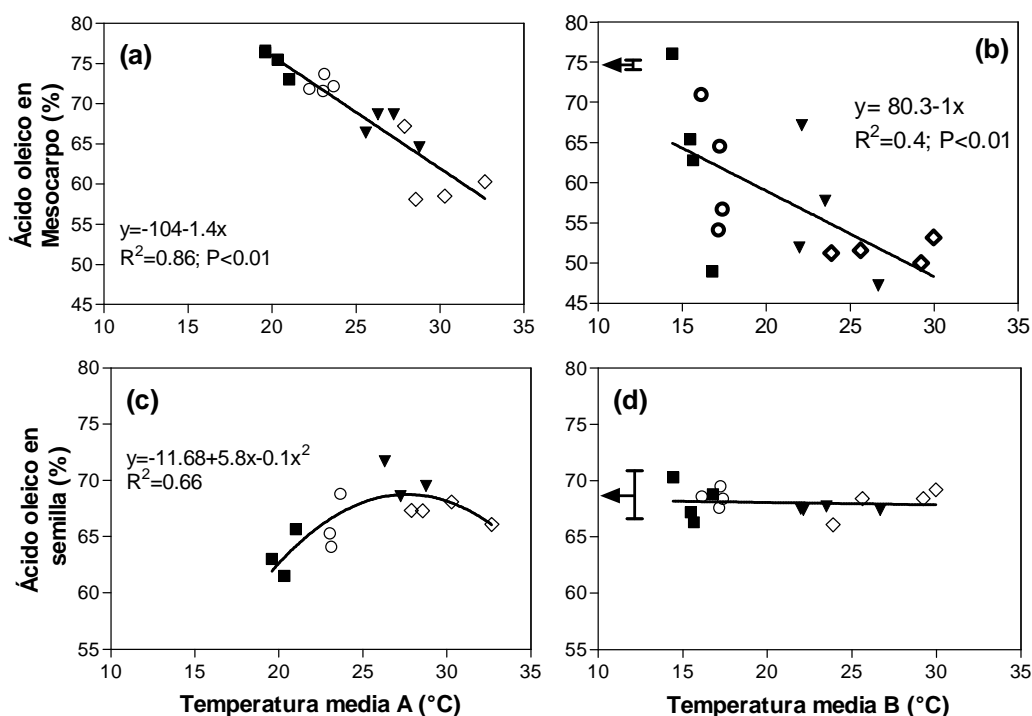 80
75
70
65
60
55
50
45
10 15 20 25 30 35
(a)
y=-104-1.4x
R²=0.86; P<0.01
Ácido oleico en
Mesocarpo (%)
80
75
70
65
60
55
50
45
10 15 20 25 30 35
(b)
y= 80.3-1x
R²=0.4; P<0.01
80
75
70
65
60
55
10 15 20 25 30 35
(c)
y=-11.68+5.8x-0.1x²
R²=0.66
Ácido oleico en
semilla (%)
Temperatura media A (°C)
80
75
70
65
60
55
10 15 20 25 30 35
(d)
Temperatura media B (°C)